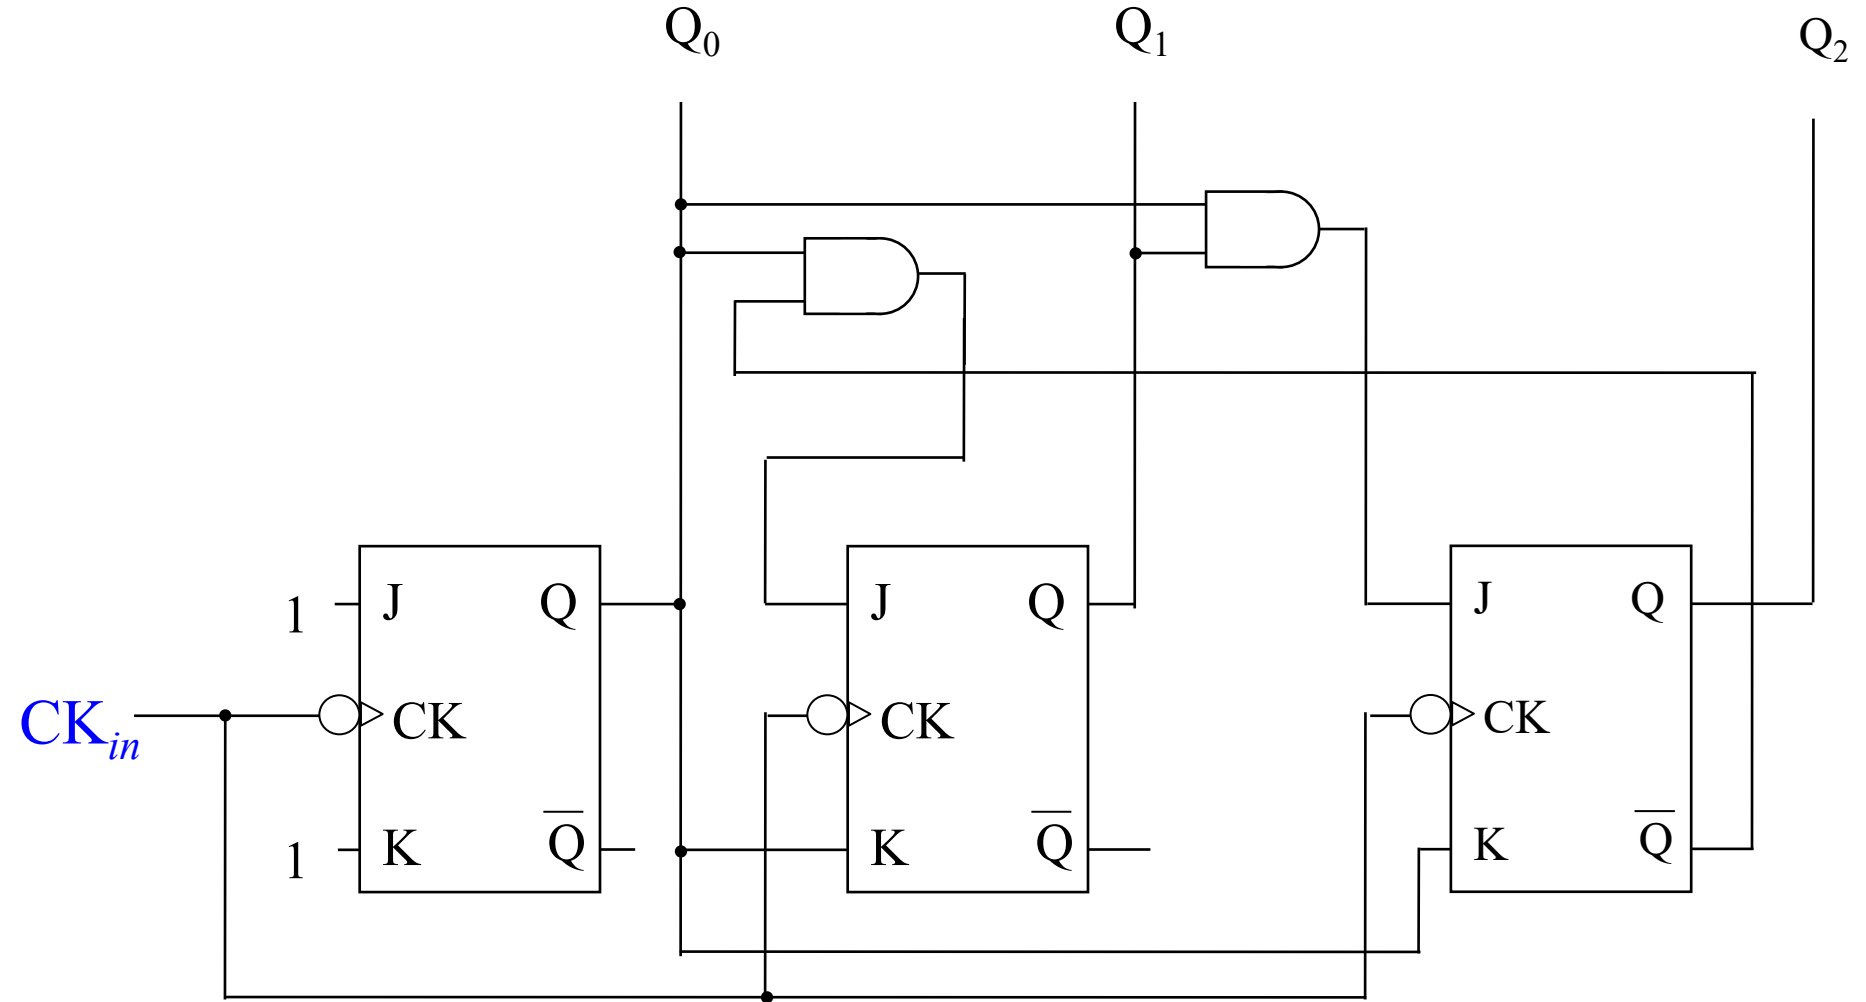 Q₀ Q₁ Q₂
1 J Q J Q J Q
CKᵢₙ CK CK CK
1 K Q̅ K Q̅ K Q̅